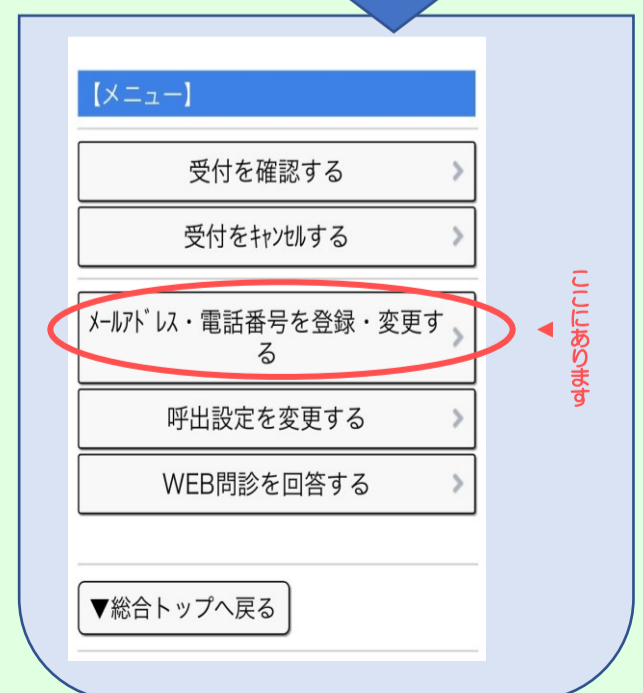 【メニュー】
受付を確認する
受付をｷｬﾝｾﾙする
ﾒｰﾙｱﾄﾞﾚｽ・電話番号を登録・変更す
る
ここにあります
呼出設定を変更する
WEB問診を回答する
▼総合トップへ戻る